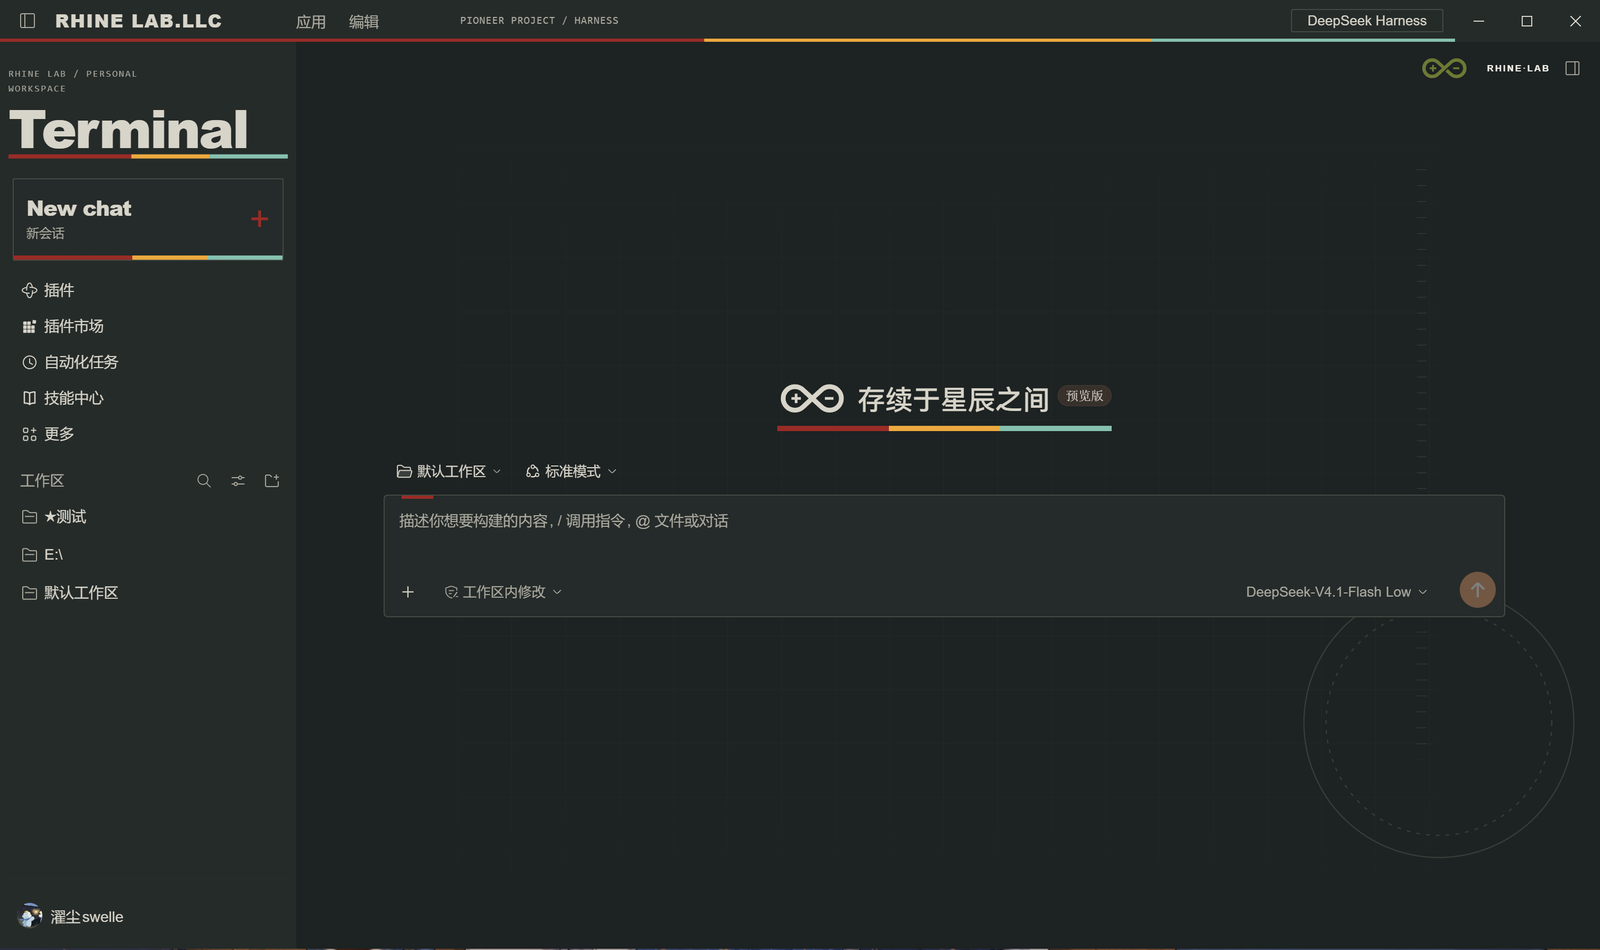 RHINE LAB.LLC
应用 编辑
PIONEER PROJECT / HARNESS
DeepSeek Harness
RHINE LAB / PERSONAL
WORKSPACE
Terminal
RHINE·LAB
New chat
新会话
插件
插件市场
自动化任务
技能中心
更多
工作区
★测试
E:\
默认工作区
存续于星辰之间
预览版
默认工作区 标准模式
描述你想要构建的内容, / 调用指令, @ 文件或对话
工作区内修改
DeepSeek-V4.1-Flash Low
濯尘swelle